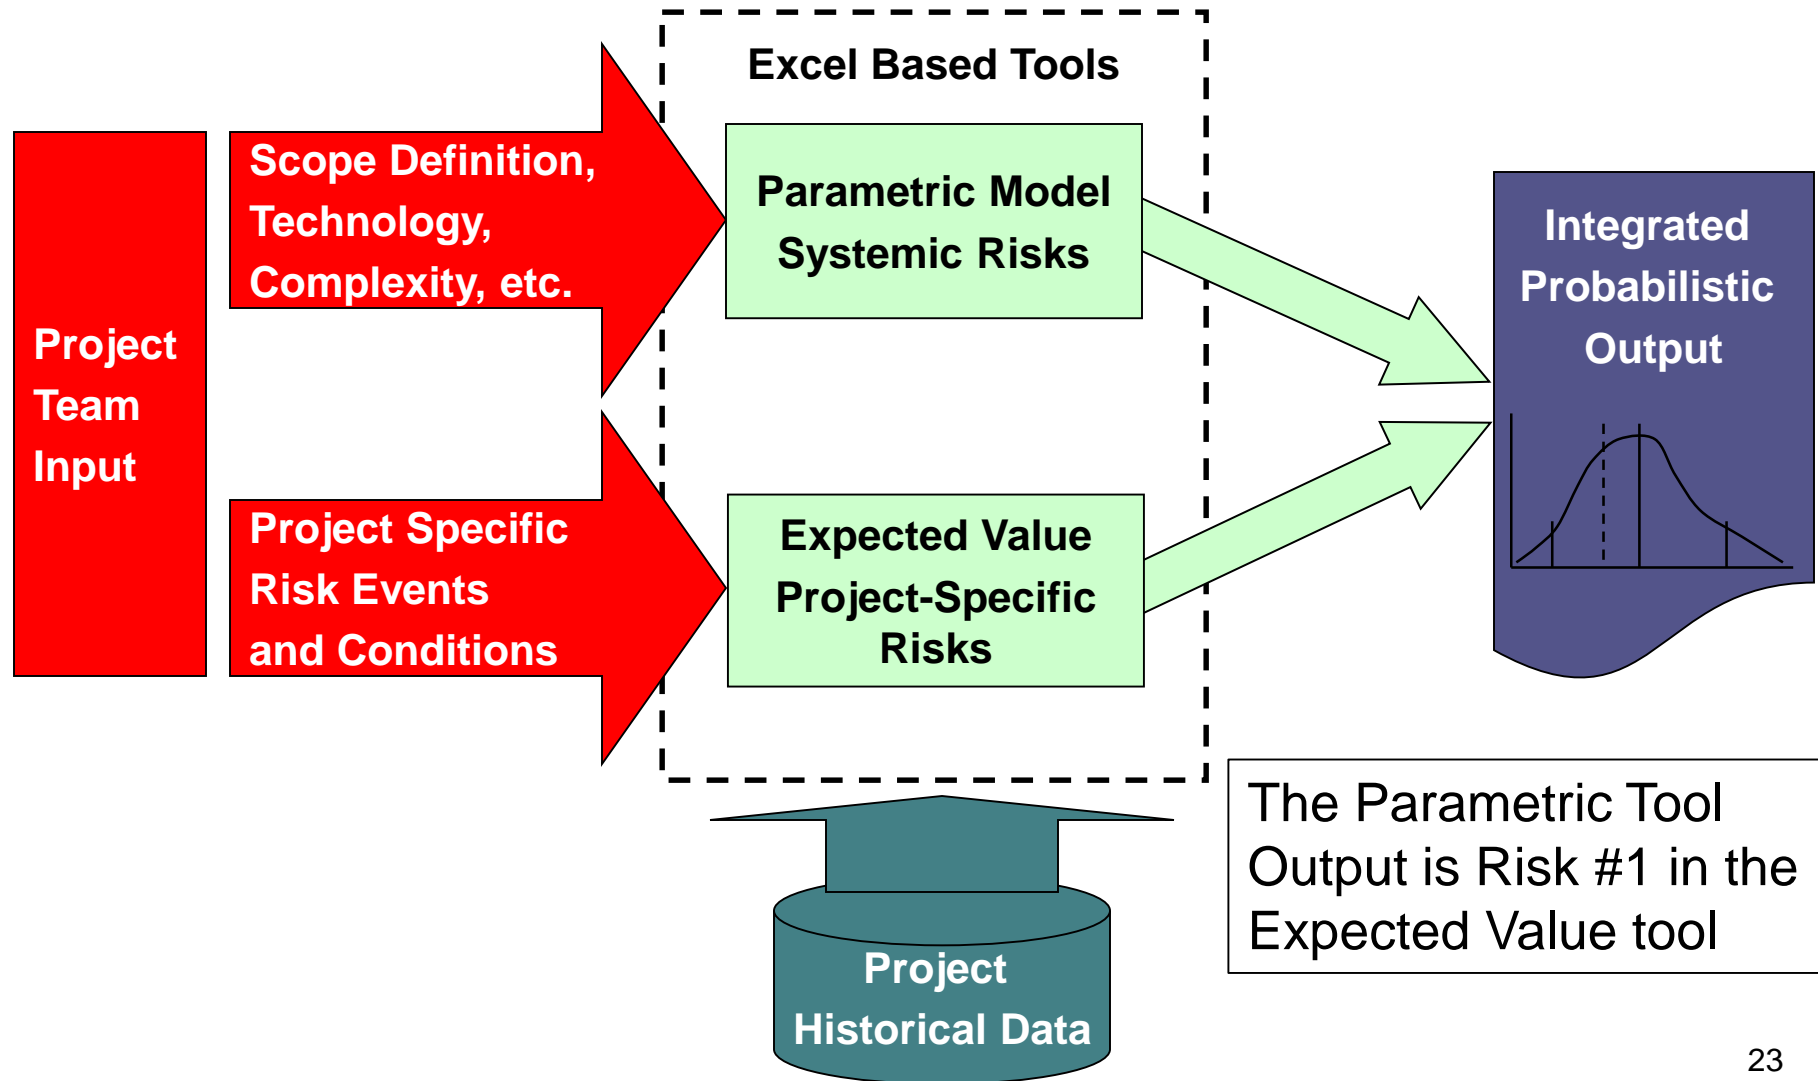 Excel Based Tools
Project
Team
Input
Scope Definition,
Technology,
Complexity, etc.
Parametric Model
Systemic Risks
Integrated
Probabilistic
Output
Project Specific
Risk Events
and Conditions
Expected Value
Project-Specific
Risks
The Parametric Tool
Output is Risk #1 in the
Expected Value tool
Project
Historical Data
23